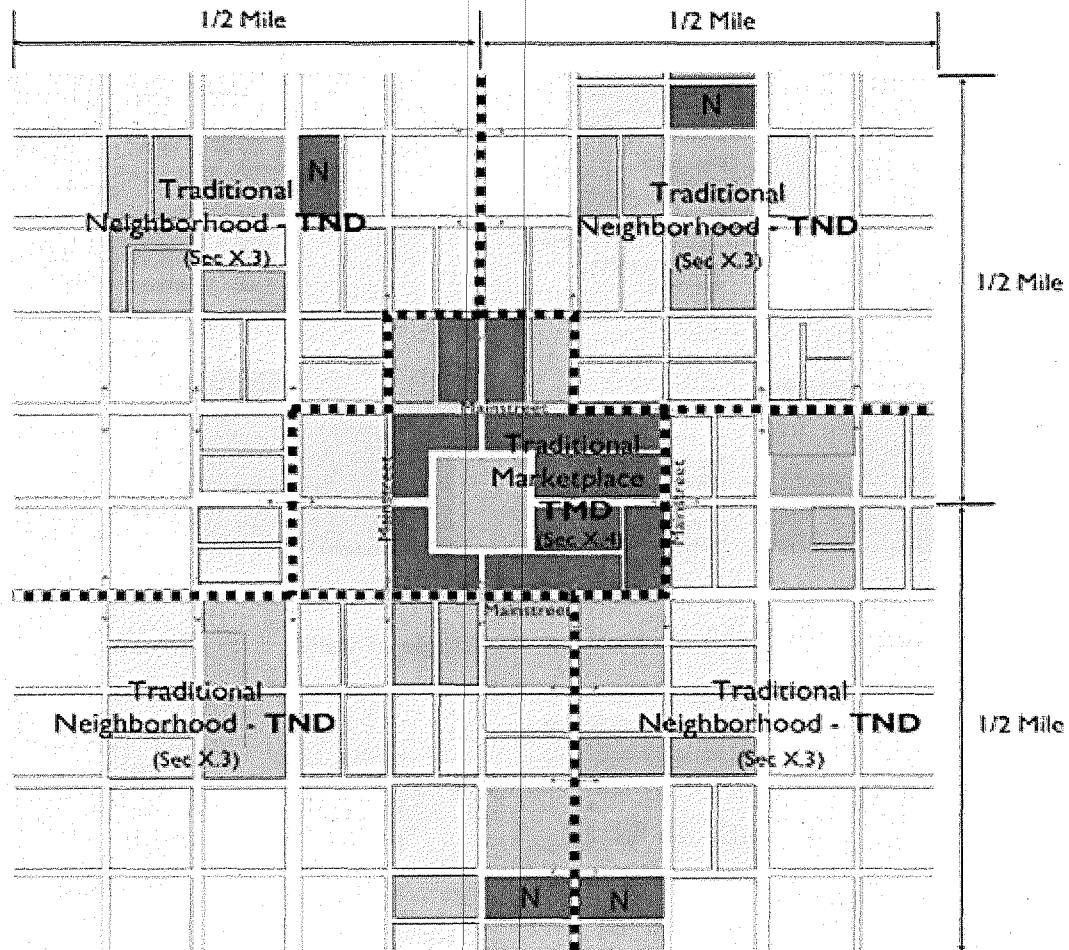 1/2 Mile
1/2 Mile
N
N
Traditional
Neighborhood - TND
(Sec X.3)
Traditional
Neighborhood - TND
(Sec X.3)
1/2 Mile
Mainstreet
Traditional
Marketplace
TMD
(Sec X.4)
Mainstreet
Mainstreet
Mainstreet
Traditional
Neighborhood - TND
(Sec X.3)
Traditional
Neighborhood - TND
(Sec X.3)
1/2 Mile
N
N